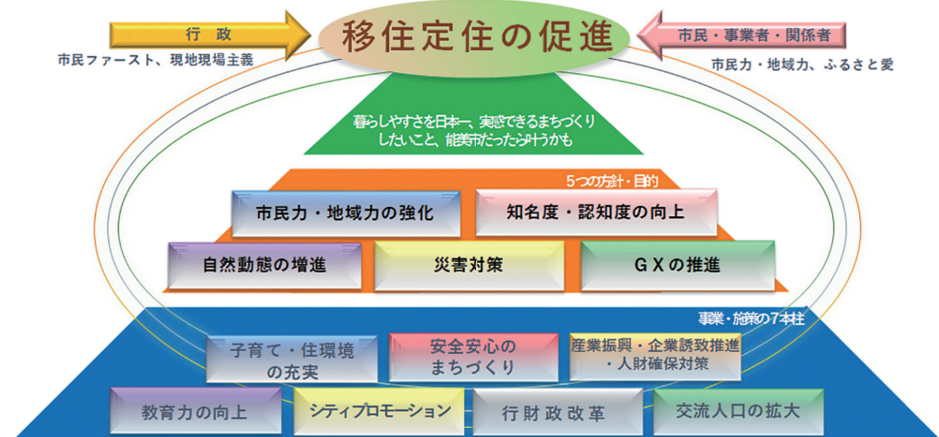 移住定住の促進
行　政
市民ファースト、現地現場主義
市民・事業者・関係者
市民力・地域力、ふるさと愛
暮らしやすさを日本一、実感できるまちづくり
したいこと、能美市だったら叶うかも
5つの方針・目的
市民力・地域力の強化
知名度・認知度の向上
自然動態の増進
災害対策
GXの推進
事業・施策の7本柱
子育て・住環境
の充実
安全安心の
まちづくり
産業振興・企業誘致推進
・人財確保対策
教育力の向上
シティプロモーション
行財政改革
交流人口の拡大